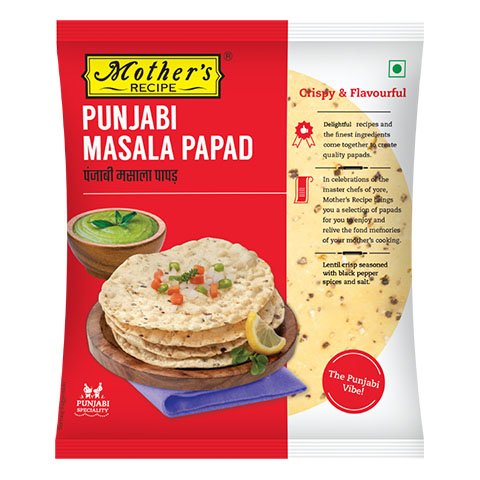 Mother's
RECIPE
®
PUNJABI
MASALA PAPAD
पंजाबी मसाला पापड़
PUNJABI
SPECIALITY
Crispy & Flavourful
Delightful recipes and
the finest ingredients
come together to create
quality papads.
In celebrations of the
master chefs of yore,
Mother's Recipe brings
you a selection of papads
for you to enjoy and
relive the fond memories
of your mother's cooking.
Lentil crisp seasoned
with black pepper
spices and salt.
The Punjabi
Vibe!